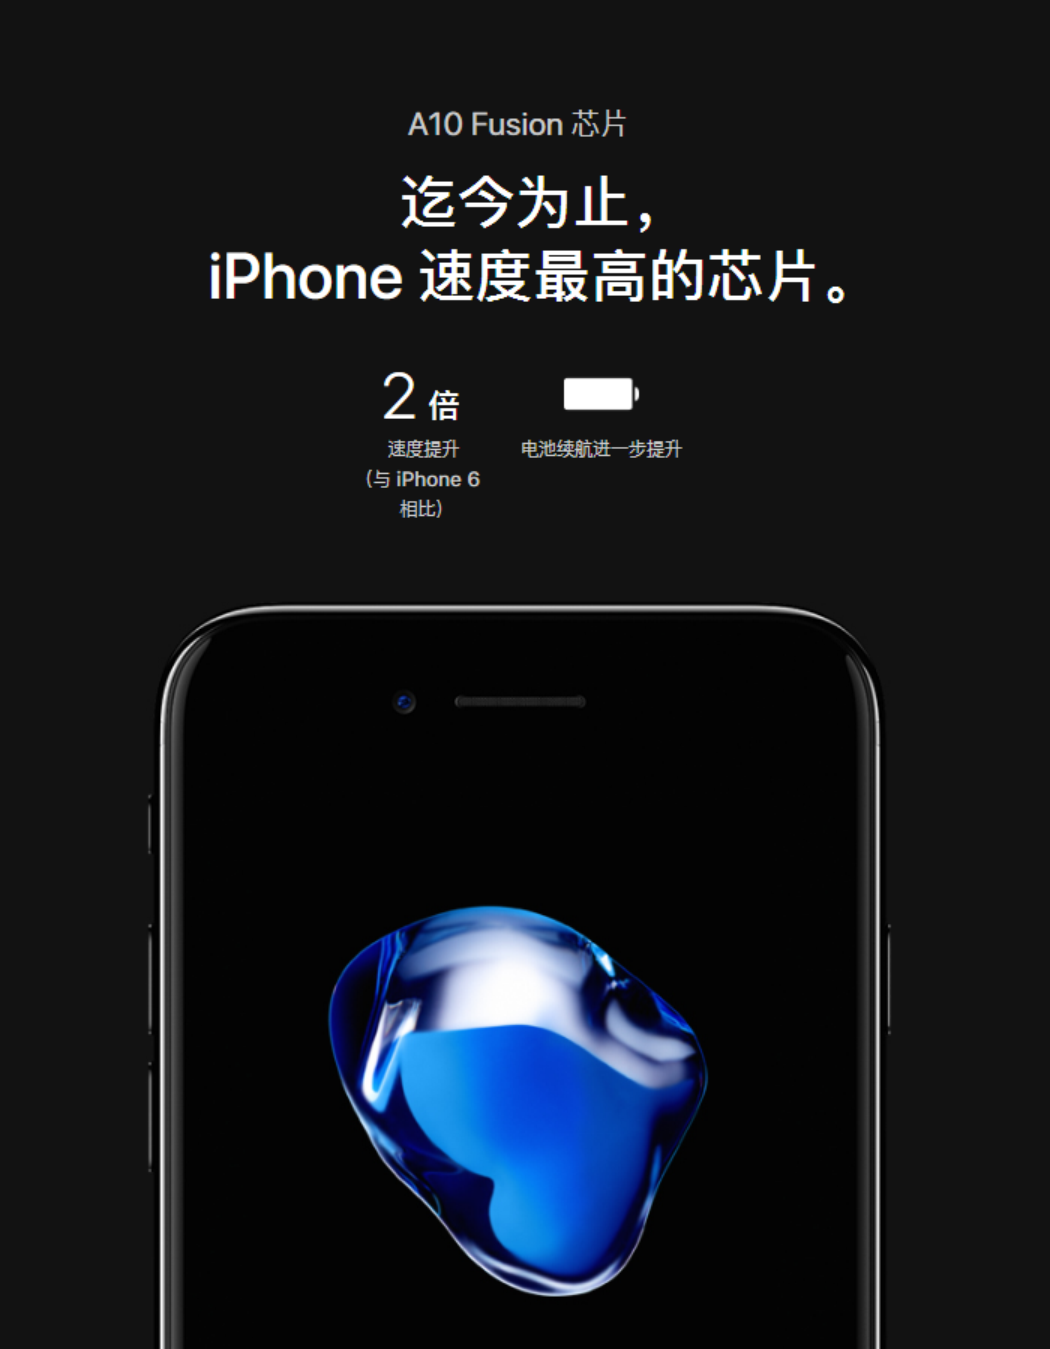 A10 Fusion 芯片
迄今为止，
iPhone 速度最高的芯片。
2 倍
速度提升
（与 iPhone 6
相比）
电池续航进一步提升